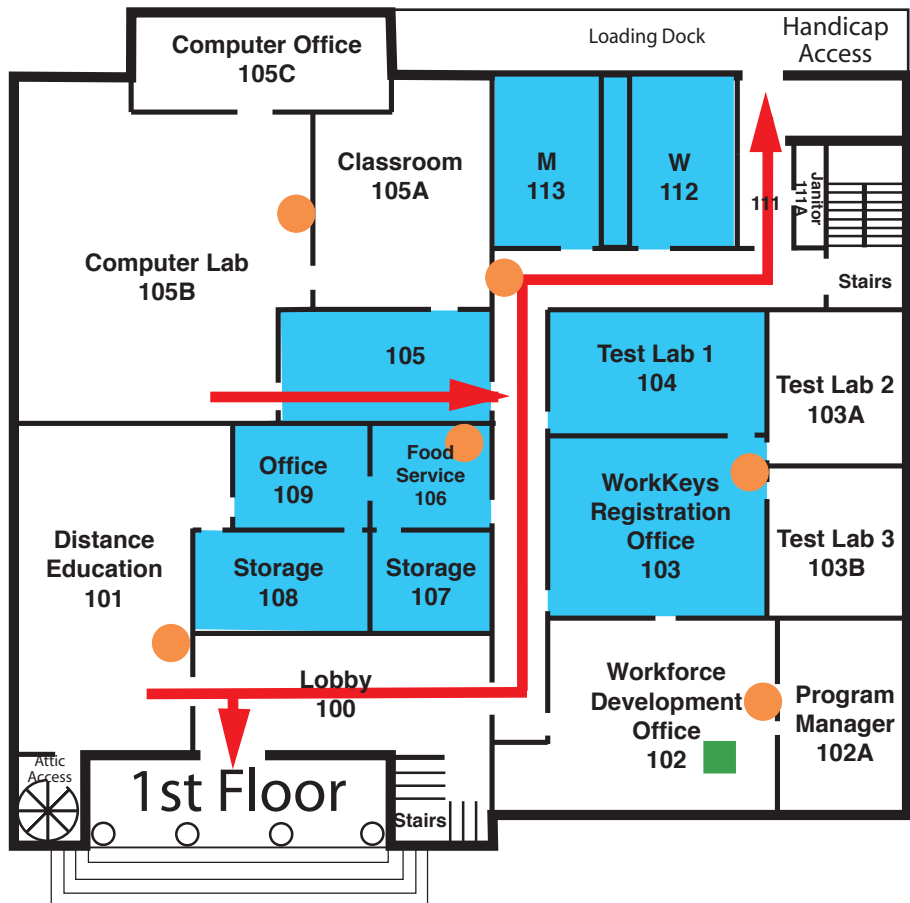 Computer Office
105C
Loading Dock
Handicap
Access
Classroom
105A
M
113
W
112
111
Janitor
111A
Computer Lab
105B
Stairs
105
Test Lab 1
104
Test Lab 2
103A
Office
109
Food
Service
106
WorkKeys
Registration
Office
103
Distance
Education
101
Storage
108
Storage
107
Test Lab 3
103B
Lobby
100
Workforce
Development
Office
102
Program
Manager
102A
Attic
Access
1st Floor
Stairs